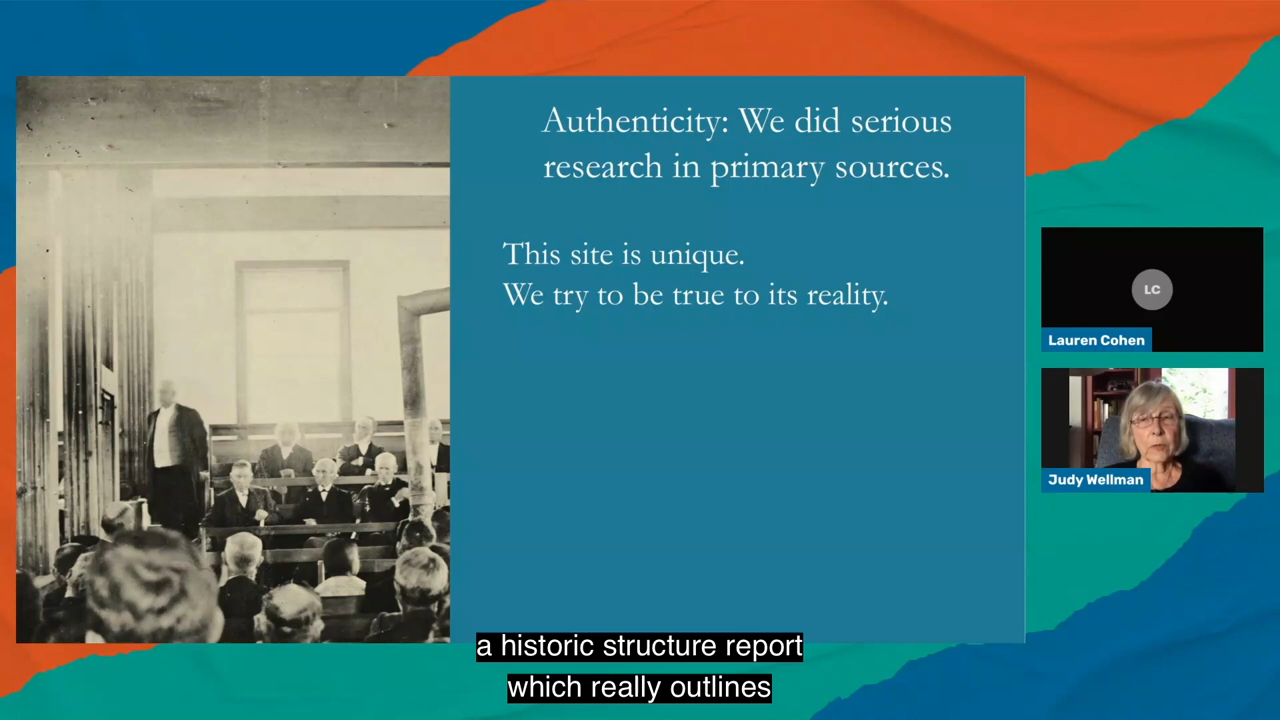 Authenticity: We did serious
research in primary sources.
This site is unique.
We try to be true to its reality.
LC
Lauren Cohen
Judy Wellman
a historic structure report
which really outlines